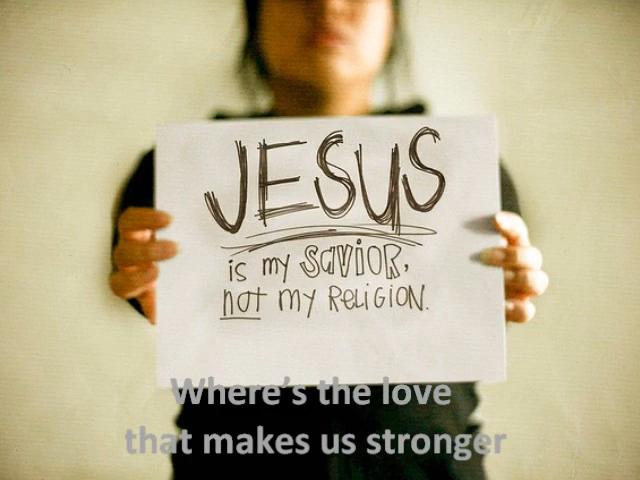 JESUS
is my SAVIOR,
not my RELIGION.
Where's the love
that makes us stronger